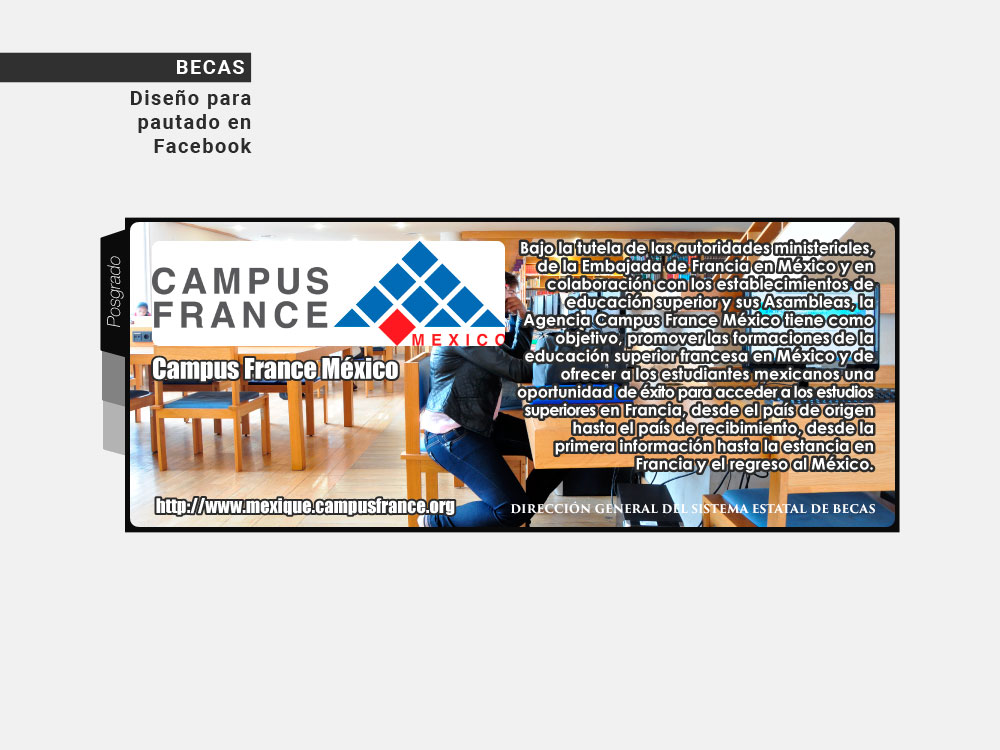 BECAS
Diseño para
pautado en
Facebook
Posgrado
CAMPUS
FRANCE
MEXICO
Campus France México
http://www.mexique.campusfrance.org
Bajo la tutela de las autoridades ministeriales,
de la Embajada de Francia en México y en
colaboración con los establecimientos de
educación superior y sus Asambleas, la
Agencia Campus France México tiene como
objetivo, promover las formaciones de la
educación superior francesa en México y de
ofrecer a los estudiantes mexicanos una
oportunidad de éxito para acceder a los estudios
superiores en Francia, desde el país de origen
hasta el país de recibimiento, desde la
primera información hasta la estancia en
Francia y el regreso al México.
DIRECCIÓN GENERAL DEL SISTEMA ESTATAL DE BECAS